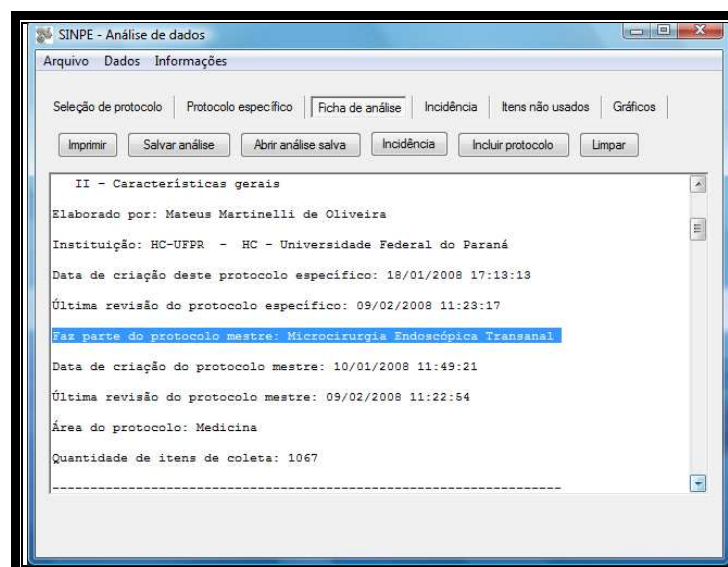 SINPE - Análise de dados
Arquivo Dados Informações
Seleção de protocolo Protocolo específico Ficha de análise Incidência Itens não usados Gráficos
Imprimir Salvar análise Abrir análise salva Incidência Incluir protocolo Limpar
II - Características gerais
Elaborado por: Mateus Martinelli de Oliveira
Instituição: HC-UFPR - HC - Universidade Federal do Paraná
Data de criação deste protocolo específico: 18/01/2008 17:13:13
Última revisão do protocolo específico: 09/02/2008 11:23:17
Faz parte do protocolo mestre: Microcirurgia Endoscópica Transanal
Data de criação do protocolo mestre: 10/01/2008 11:49:21
Última revisão do protocolo mestre: 09/02/2008 11:22:54
Área do protocolo: Medicina
Quantidade de itens de coleta: 1067